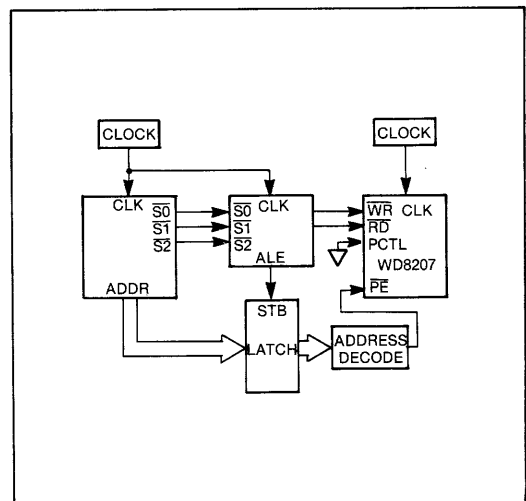 CLOCK
CLOCK
CLK
S0
S1
S2
ADDR
S0 CLK
S1
S2
ALE
WR CLK
RD
PCTL
WD8207
PE
STB
LATCH
ADDRESS
DECODE